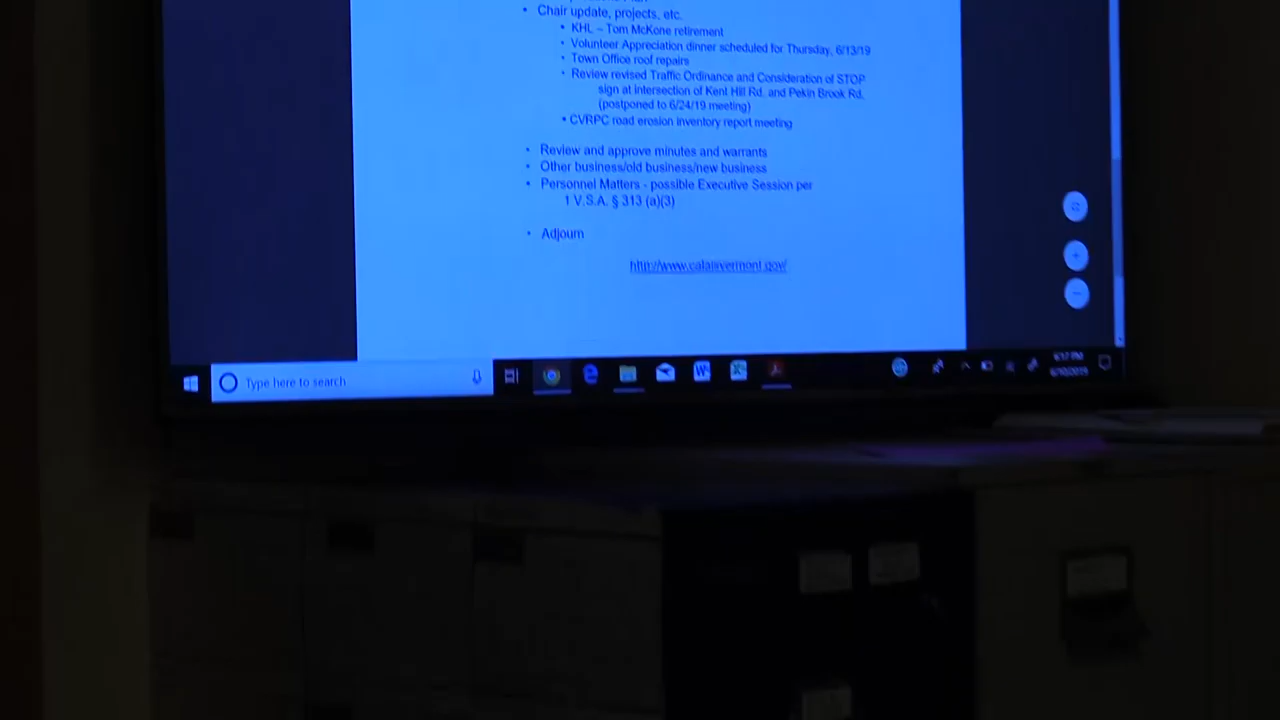 • Chair update, projects, etc.
• KHL – Tom McKone retirement
• Volunteer Appreciation dinner scheduled for Thursday, 6/13/19
• Town Office roof repairs
• Review revised Traffic Ordinance and Consideration of STOP
sign at intersection of Kent Hill Rd. and Pekin Brook Rd.
(postponed to 6/24/19 meeting)
• CVRPC road erosion inventory report meeting
• Review and approve minutes and warrants
• Other business/old business/new business
• Personnel Matters - possible Executive Session per
1 V.S.A. § 313 (a)(3)
• Adjourn
http://www.calaisvermont.gov/
Type here to search